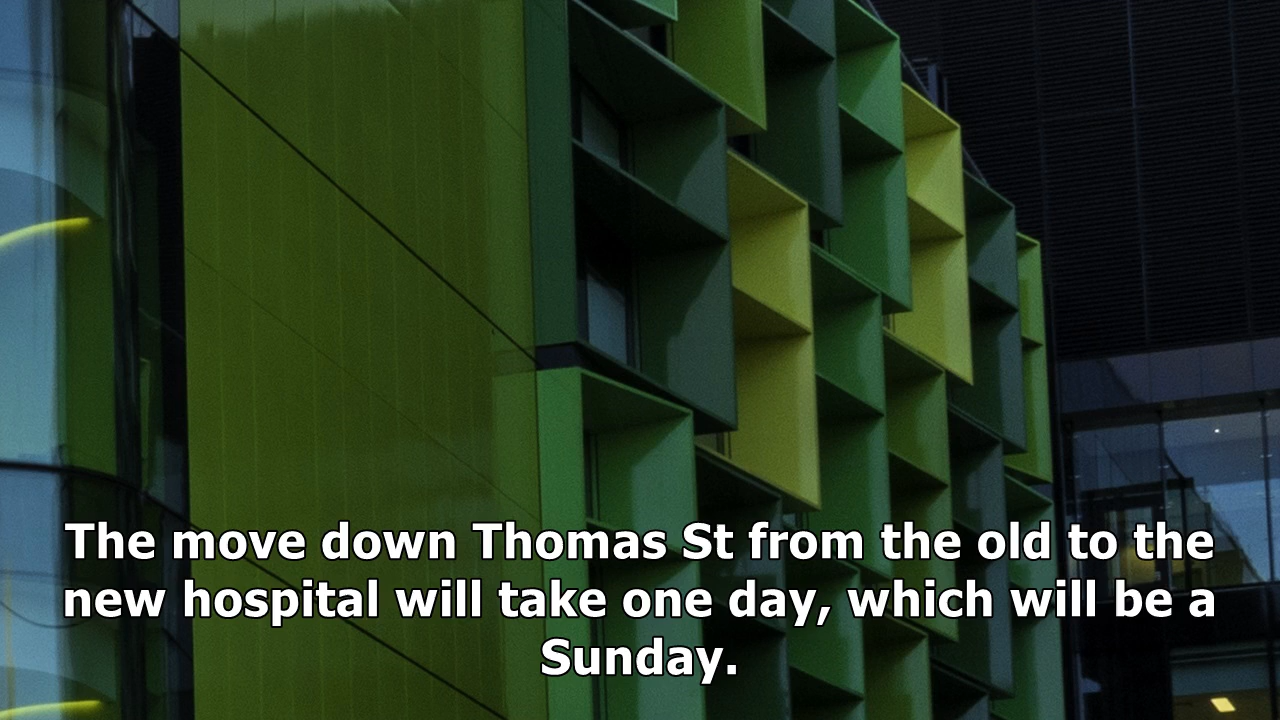 The move down Thomas St from the old to the
new hospital will take one day, which will be a
Sunday.